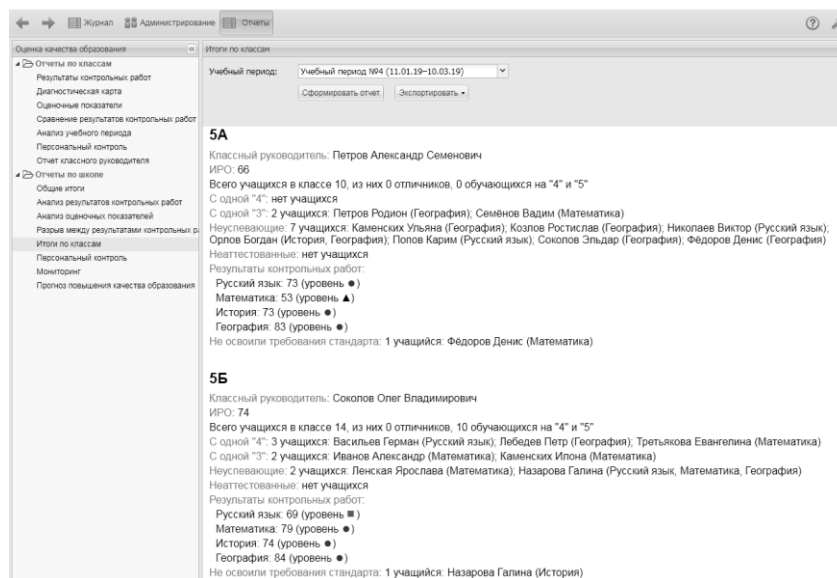 Журнал Администрирование Отчеты
Оценка качества образования
Отчеты по классам
Результаты контрольных работ
Диагностическая карта
Оценочные показатели
Сравнение результатов контрольных работ
Анализ учебного периода
Персональный контроль
Отчет классного руководителя
Отчеты по школе
Общие итоги
Анализ результатов контрольных работ
Анализ оценочных показателей
Разрыв между результатами контрольных р
Итоги по классам
Персональный контроль
Мониторинг
Прогноз повышения качества образования
Итоги по классам
Учебный период: Учебный период №4 (11.01.19–10.03.19)
Сформировать отчет Экспортировать
5А
Классный руководитель: Петров Александр Семенович
ИРО: 66
Всего учащихся в классе 10, из них 0 отличников, 0 обучающихся на "4" и "5"
С одной "4": нет учащихся
С одной "3": 2 учащихся: Петров Родион (География); Семёнов Вадим (Математика)
Неуспевающие: 7 учащихся: Каменских Ульяна (География); Козлов Ростислав (География); Николаев Виктор (Русский язык);
Орлов Богдан (История, География); Попов Карим (Русский язык); Соколов Эльдар (География); Фёдоров Денис (География)
Неаттестованные: нет учащихся
Результаты контрольных работ:
Русский язык: 73 (уровень ●)
Математика: 53 (уровень ▲)
История: 73 (уровень ●)
География: 83 (уровень ●)
Не освоили требования стандарта: 1 учащийся: Фёдоров Денис (Математика)
5Б
Классный руководитель: Соколов Олег Владимирович
ИРО: 74
Всего учащихся в классе 14, из них 0 отличников, 10 обучающихся на "4" и "5"
С одной "4": 3 учащихся: Васильев Герман (Русский язык); Лебедев Петр (География); Третьякова Евангелина (Математика)
С одной "3": 2 учащихся: Иванов Александр (Математика); Каменских Илона (Математика)
Неуспевающие: 2 учащихся: Ленская Ярослава (Математика); Назарова Галина (Русский язык, Математика, География)
Неаттестованные: нет учащихся
Результаты контрольных работ:
Русский язык: 69 (уровень ■)
Математика: 79 (уровень ●)
История: 74 (уровень ●)
География: 84 (уровень ●)
Не освоили требования стандарта: 1 учащийся: Назарова Галина (История)